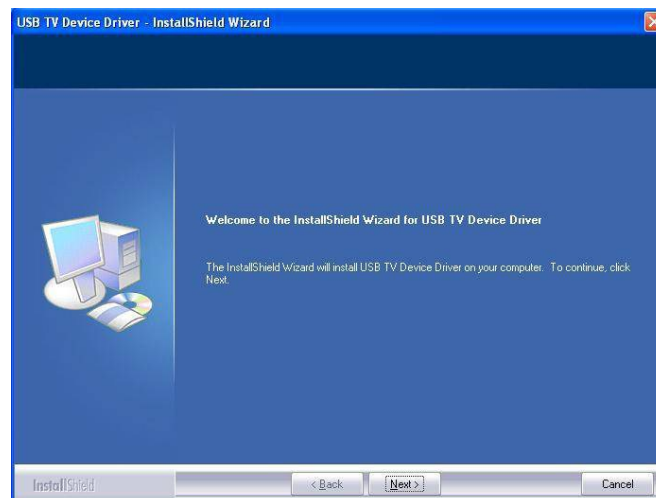 USB TV Device Driver - InstallShield Wizard
Welcome to the InstallShield Wizard for USB TV Device Driver
The InstallShield Wizard will install USB TV Device Driver on your computer. To continue, click
Next.
InstallShield
< Back
Next >
Cancel